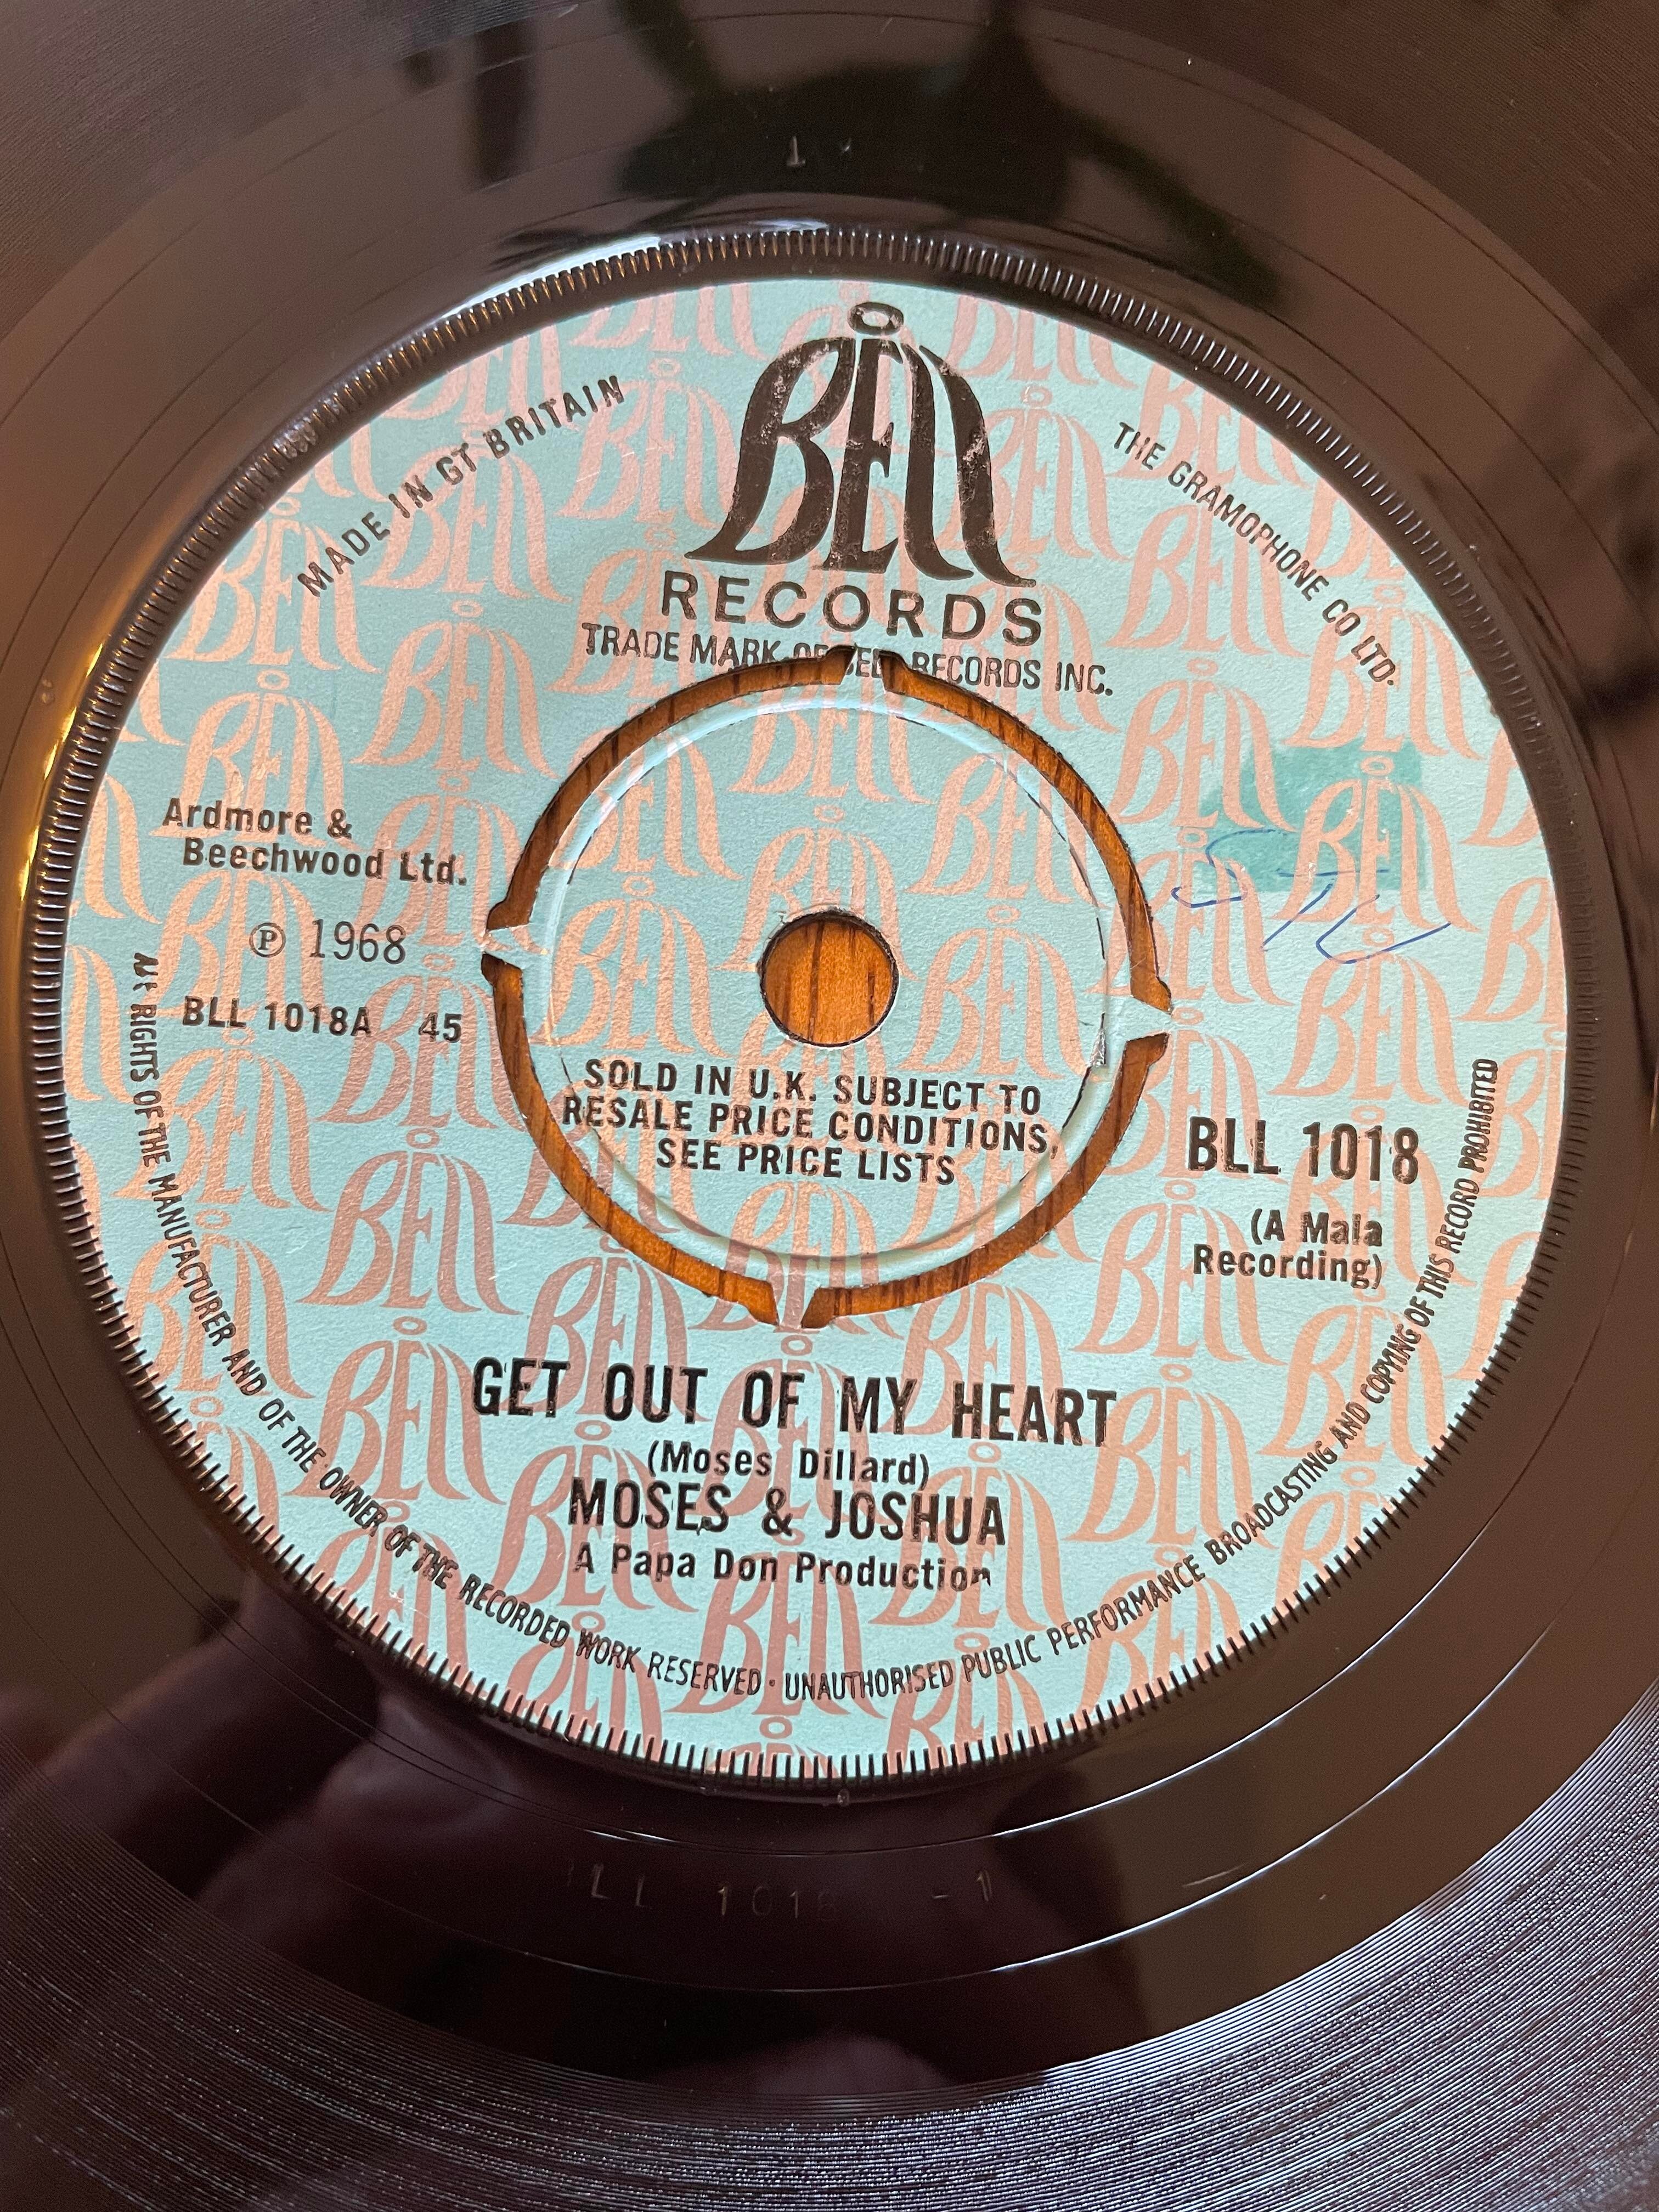 BELL
RECORDS
TRADE MARK OF BELL RECORDS INC.
MADE IN GT BRITAIN
THE GRAMOPHONE CO LTD.
Ardmore &
Beechwood Ltd.
℗ 1968
BLL 1018A 45
SOLD IN U.K. SUBJECT TO
RESALE PRICE CONDITIONS,
SEE PRICE LISTS
BLL 1018
(A Mala
Recording)
GET OUT OF MY HEART
(Moses Dillard)
MOSES & JOSHUA
A Papa Don Production
ALL RIGHTS OF THE MANUFACTURER AND OF THE OWNER OF THE RECORDED WORK RESERVED · UNAUTHORISED PUBLIC PERFORMANCE BROADCASTING AND COPYING OF THIS RECORD PROHIBITED